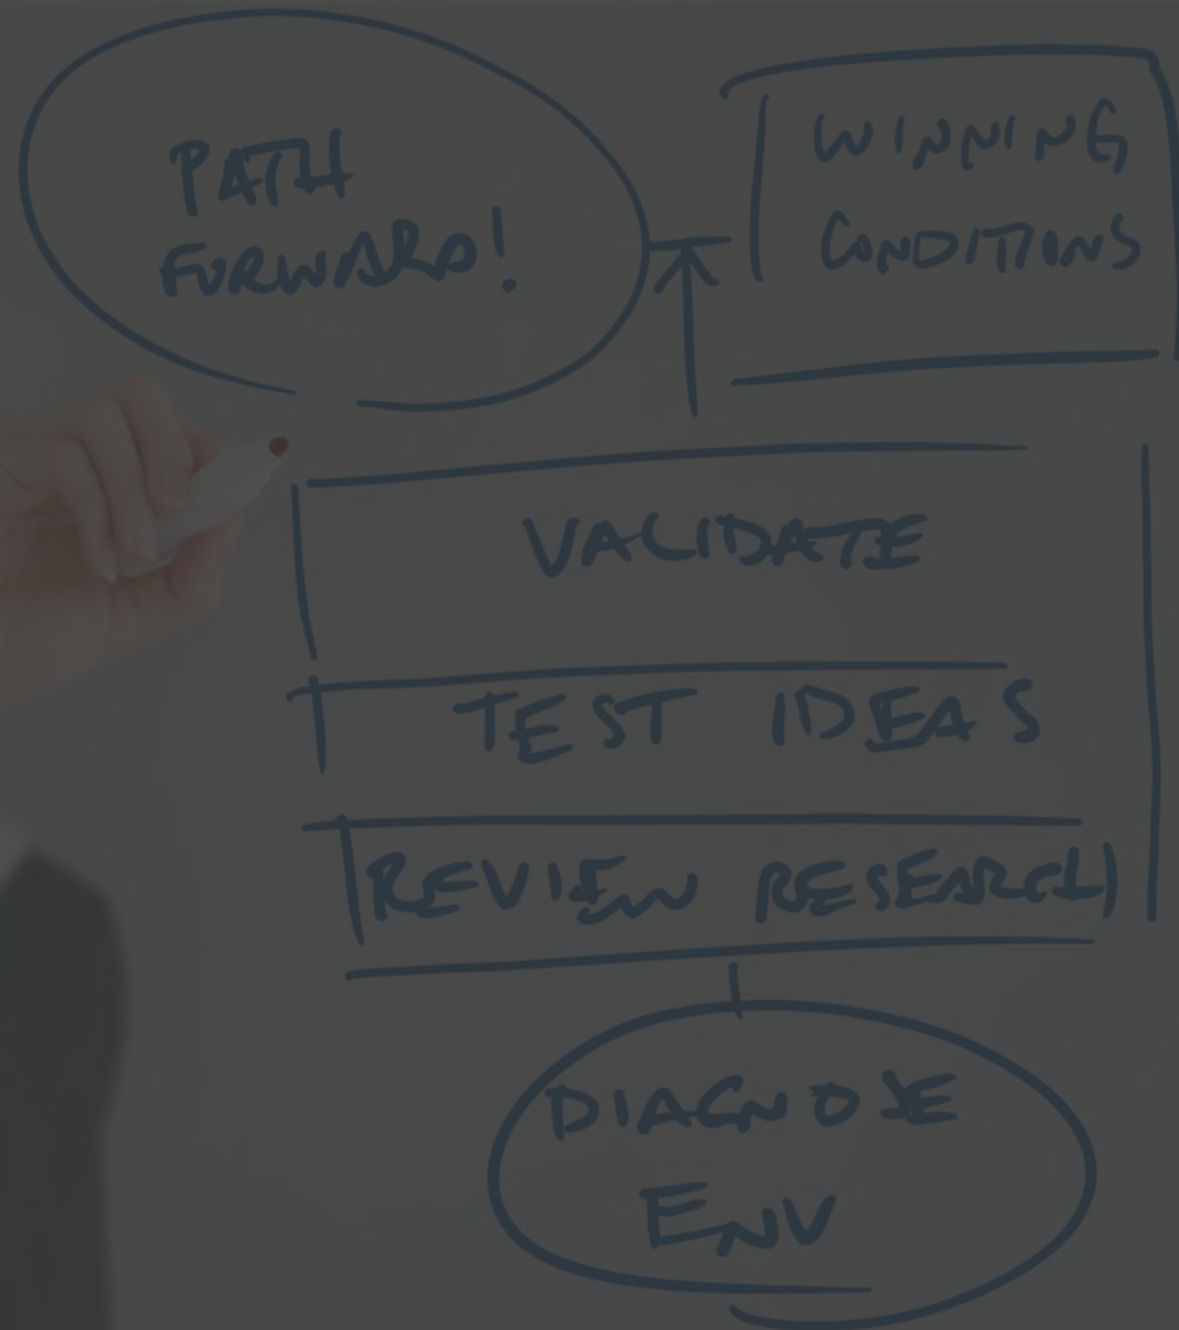 PATH
FORWARD!
WINNING
CONDITIONS
VALIDATE
TEST IDEAS
REVIEW RESEARCH
DIAGNOSE
ENV